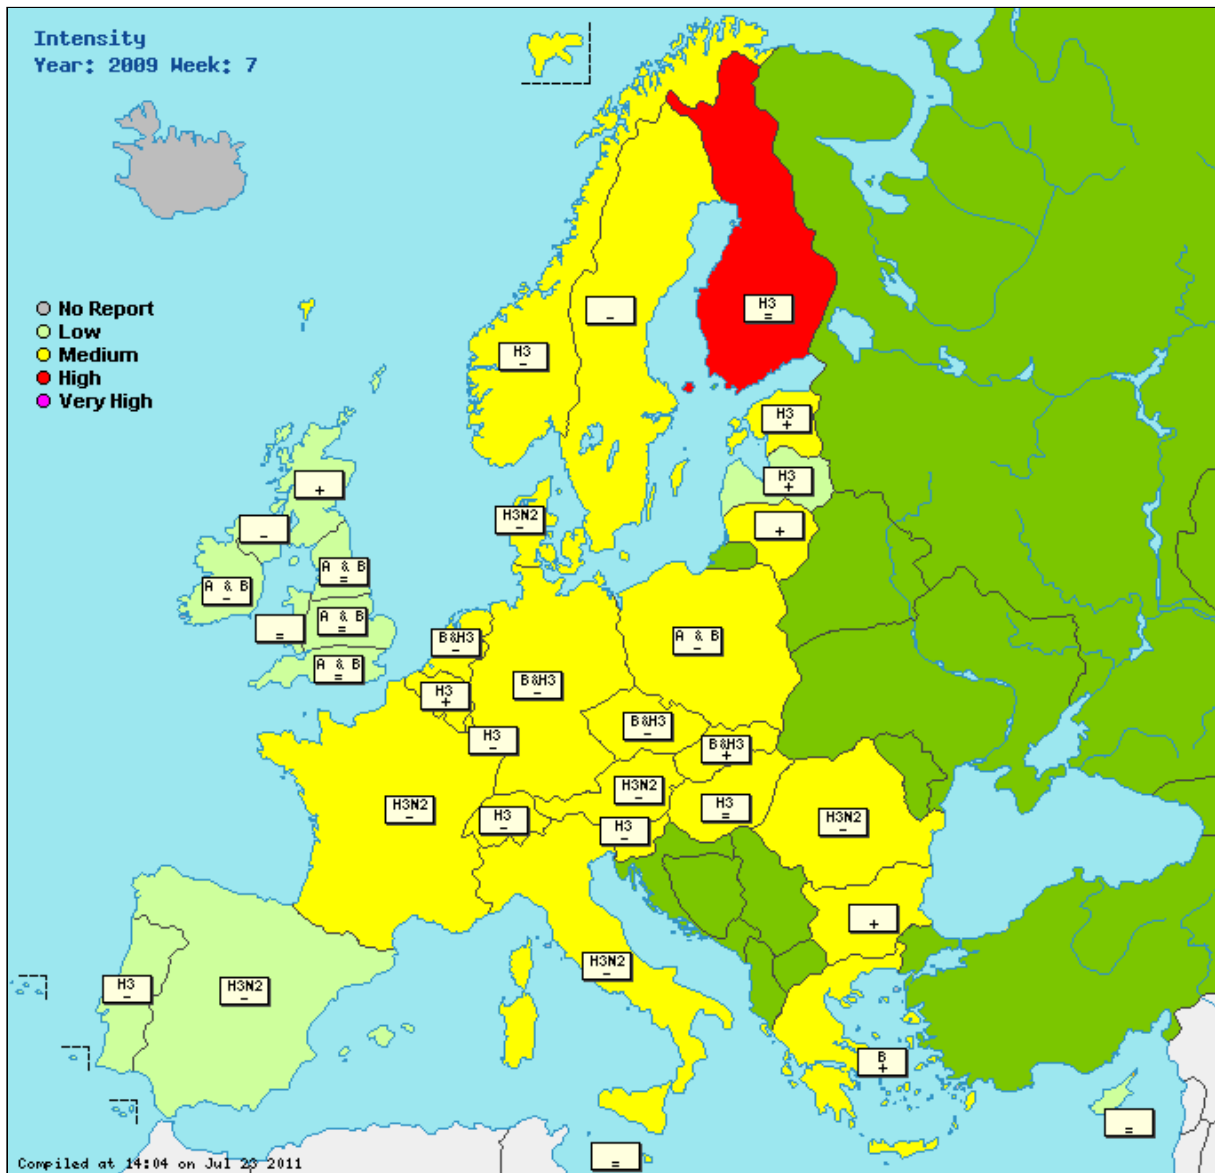 Intensity
Year: 2009 Week: 7
No Report
Low
Medium
High
Very High
-
H3
=
H3
-
H3
+
+
H3
+
H3N2
-
+
-
A & B
=
A & B
-
A & B
=
=
B&H3
-
A & B
-
A & B
=
B&H3
-
H3
+
B&H3
-
H3
-
B&H3
+
H3N2
-
H3N2
-
H3
=
H3
-
H3N2
-
H3
-
+
H3N2
-
H3
-
H3N2
-
B
+
=
=
Compiled at 14:04 on Jul 23 2011